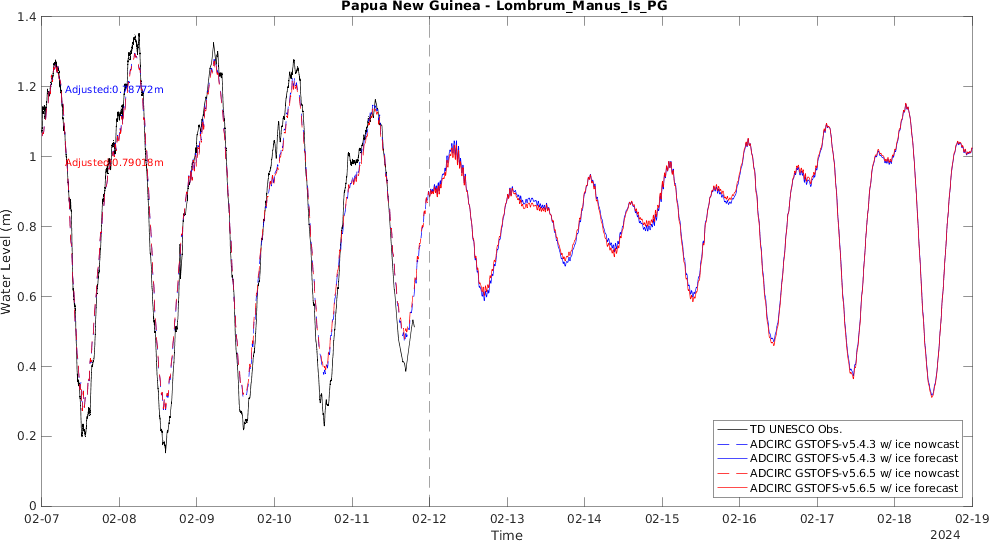 Papua New Guinea - Lombrum_Manus_Is_PG
1.4
1.2
1
0.8
0.6
0.4
0.2
0
Water Level (m)
Adjusted:0.78772m
Adjusted:0.79018m
TD UNESCO Obs.
ADCIRC GSTOFS-v5.4.3 w/ ice nowcast
ADCIRC GSTOFS-v5.4.3 w/ ice forecast
ADCIRC GSTOFS-v5.6.5 w/ ice nowcast
ADCIRC GSTOFS-v5.6.5 w/ ice forecast
02-07 02-08 02-09 02-10 02-11 02-12 02-13 02-14 02-15 02-16 02-17 02-18 02-19
Time
2024